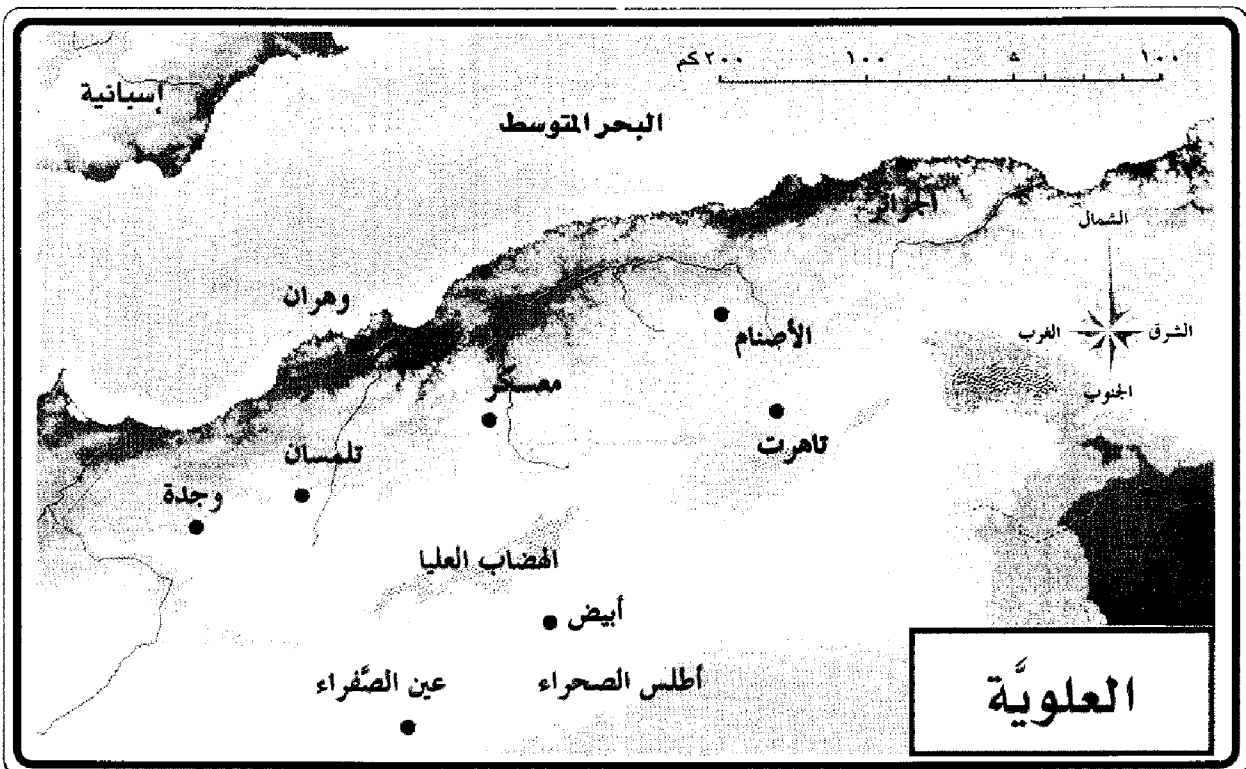 ٢٠٠ كم ١٠٠ ٥ ١٠٠
إسبانية
البحر المتوسط
الجزائر
الشمال
الشرق
الغرب
الجنوب
وهران
الأصنام
معسكر
تاهرت
تلمسان
وجدة
الهضاب العليا
أبيض
أطلس الصحراء
عين الصَّفراء
العلويَّة